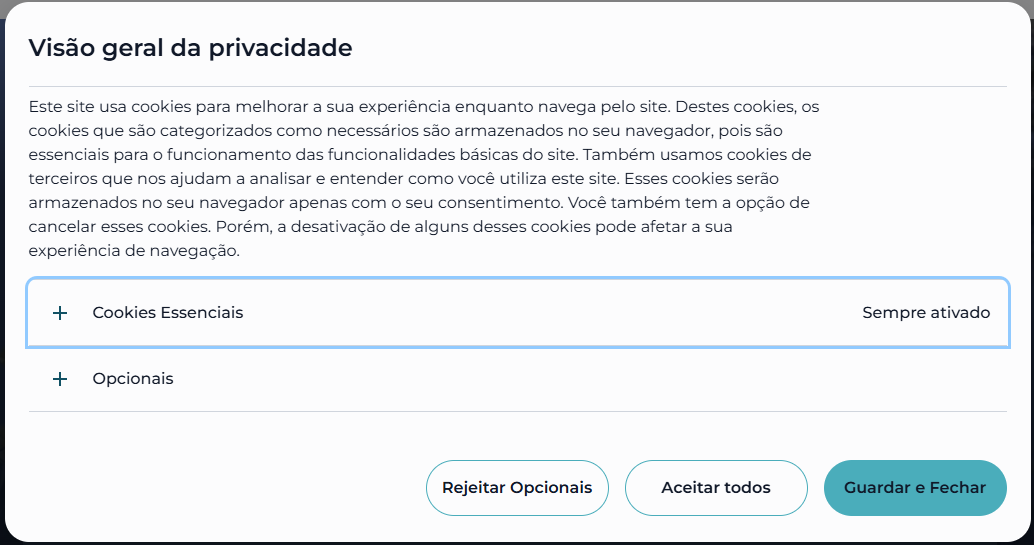 Visão geral da privacidade
Este site usa cookies para melhorar a sua experiência enquanto navega pelo site. Destes cookies, os
cookies que são categorizados como necessários são armazenados no seu navegador, pois são
essenciais para o funcionamento das funcionalidades básicas do site. Também usamos cookies de
terceiros que nos ajudam a analisar e entender como você utiliza este site. Esses cookies serão
armazenados no seu navegador apenas com o seu consentimento. Você também tem a opção de
cancelar esses cookies. Porém, a desativação de alguns desses cookies pode afetar a sua
experiência de navegação.
Cookies Essenciais Sempre ativado
Opcionais
Rejeitar Opcionais Aceitar todos Guardar e Fechar